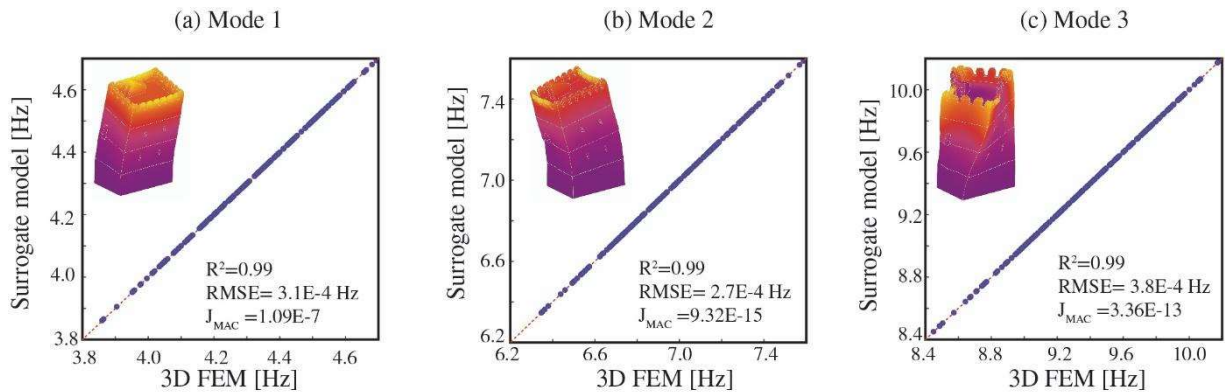 (a) Mode 1
Surrogate model [Hz]
4.6
4.4
4.2
4.0
3.8
R²=0.99
RMSE= 3.1E-4 Hz
J_MAC =1.09E-7
3.8 4.0 4.2 4.4 4.6
3D FEM [Hz]
(b) Mode 2
Surrogate model [Hz]
7.4
7.0
6.6
6.2
R²=0.99
RMSE= 2.7E-4 Hz
J_MAC =9.32E-15
6.2 6.6 7.0 7.4
3D FEM [Hz]
(c) Mode 3
Surrogate model [Hz]
10.0
9.6
9.2
8.8
8.4
R²=0.99
RMSE= 3.8E-4 Hz
J_MAC =3.36E-13
8.4 8.8 9.2 9.6 10.0
3D FEM [Hz]